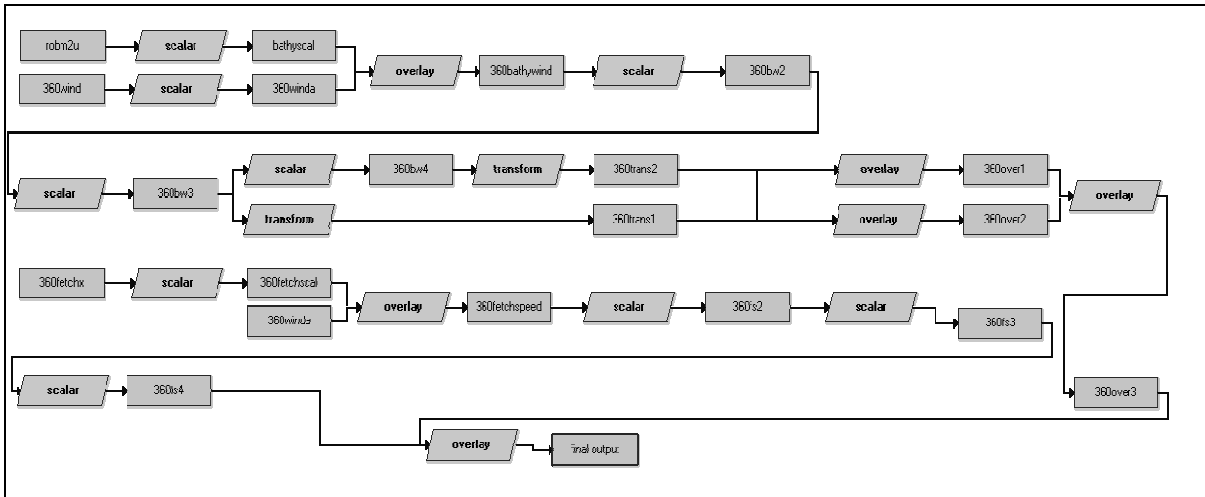 robm2u scalar bathyscal
360wind scalar 360winda
overlay 360bathywind scalar 360bw2
scalar 360bw3
scalar 360bw4 transform 360trans2 overlay 360over1
transform 360trans1 overlay 360over2
overlay
360fetchx scalar 360fetchscal
360winda
overlay 360fetchspeed scalar 360fs2 scalar 360fs3
scalar 360fs4 360over3
overlay final output